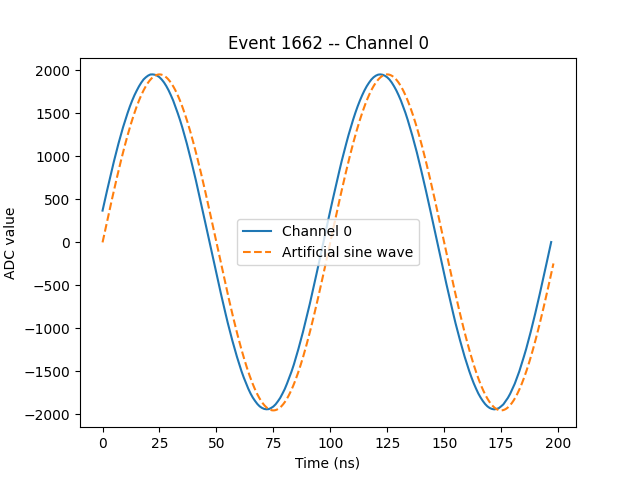 Event 1662 -- Channel 0
ADC value
2000
1500
1000
500
0
−500
−1000
−1500
−2000
Channel 0
Artificial sine wave
0 25 50 75 100 125 150 175 200
Time (ns)